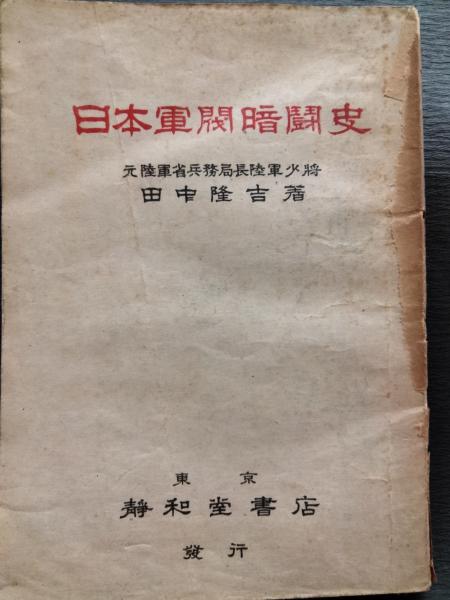 日本軍閥暗闘史
元陸軍省兵務局長陸軍少將
田中隆吉著
東京
靜和堂書店
發行